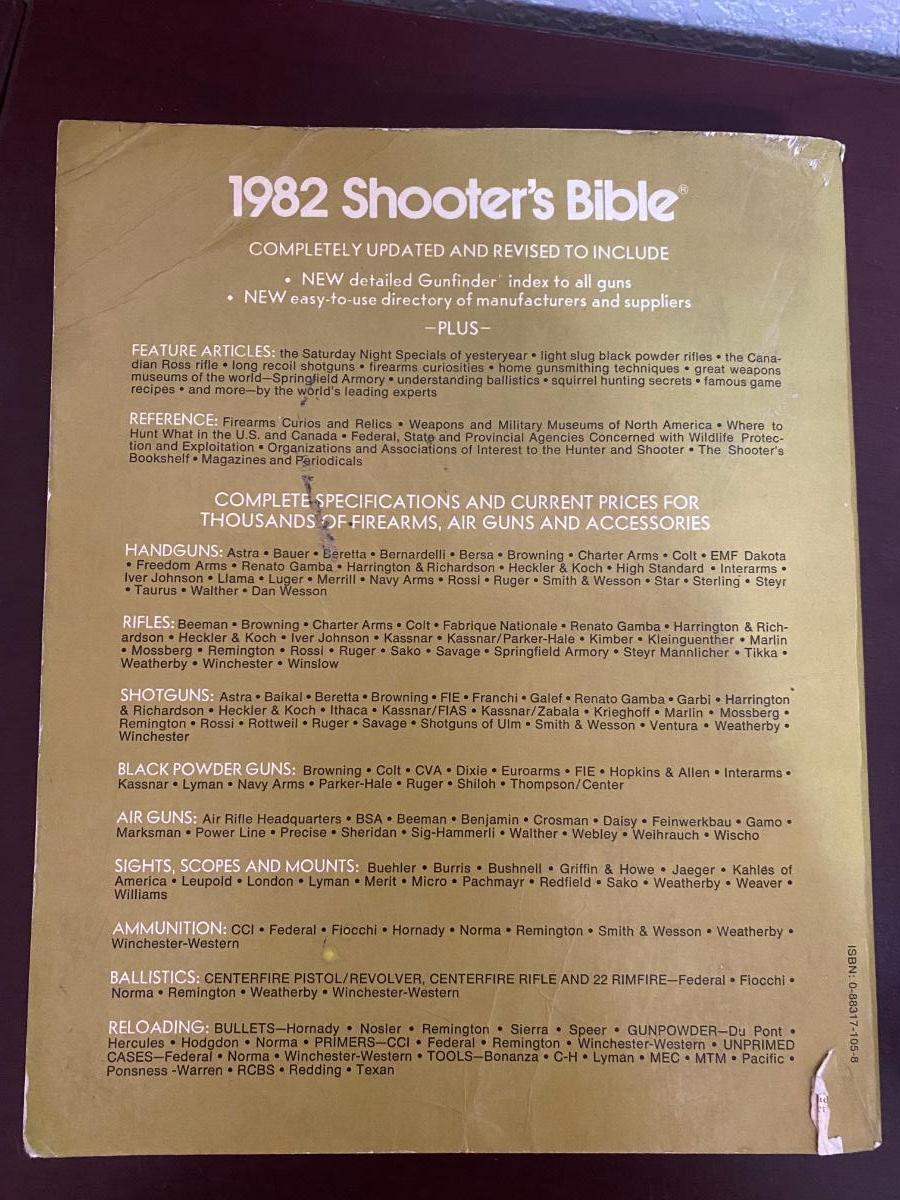 1982 Shooter's Bible®
COMPLETELY UPDATED AND REVISED TO INCLUDE
• NEW detailed Gunfinder index to all guns
• NEW easy-to-use directory of manufacturers and suppliers
—PLUS—
FEATURE ARTICLES: the Saturday Night Specials of yesteryear • light slug black powder rifles • the Cana-
dian Ross rifle • long recoil shotguns • firearms curiosities • home gunsmithing techniques • great weapons
museums of the world—Springfield Armory • understanding ballistics • squirrel hunting secrets • famous game
recipes • and more—by the world's leading experts
REFERENCE: Firearms Curios and Relics • Weapons and Military Museums of North America • Where to
Hunt What in the U.S. and Canada • Federal, State and Provincial Agencies Concerned with Wildlife Protec-
tion and Exploitation • Organizations and Associations of Interest to the Hunter and Shooter • The Shooter's
Bookshelf • Magazines and Periodicals
COMPLETE SPECIFICATIONS AND CURRENT PRICES FOR
THOUSANDS OF FIREARMS, AIR GUNS AND ACCESSORIES
HANDGUNS: Astra • Bauer • Beretta • Bernardelli • Bersa • Browning • Charter Arms • Colt • EMF Dakota
• Freedom Arms • Renato Gamba • Harrington & Richardson • Heckler & Koch • High Standard • Interarms •
Iver Johnson • Llama • Luger • Merrill • Navy Arms • Rossi • Ruger • Smith & Wesson • Star • Sterling • Steyr
• Taurus • Walther • Dan Wesson
RIFLES: Beeman • Browning • Charter Arms • Colt • Fabrique Nationale • Renato Gamba • Harrington & Rich-
ardson • Heckler & Koch • Iver Johnson • Kassnar • Kassnar/Parker-Hale • Kimber • Kleinguenther • Marlin
• Mossberg • Remington • Rossi • Ruger • Sako • Savage • Springfield Armory • Steyr Mannlicher • Tikka •
Weatherby • Winchester • Winslow
SHOTGUNS: Astra • Baikal • Beretta • Browning • FIE • Franchi • Galef • Renato Gamba • Garbi • Harrington
& Richardson • Heckler & Koch • Ithaca • Kassnar/FIAS • Kassnar/Zabala • Krieghoff • Marlin • Mossberg •
Remington • Rossi • Rottweil • Ruger • Savage • Shotguns of Ulm • Smith & Wesson • Ventura • Weatherby •
Winchester
BLACK POWDER GUNS: Browning • Colt • CVA • Dixie • Euroarms • FIE • Hopkins & Allen • Interarms •
Kassnar • Lyman • Navy Arms • Parker-Hale • Ruger • Shiloh • Thompson/Center
AIR GUNS: Air Rifle Headquarters • BSA • Beeman • Benjamin • Crosman • Daisy • Feinwerkbau • Gamo •
Marksman • Power Line • Precise • Sheridan • Sig-Hammerli • Walther • Webley • Weihrauch • Wischo
SIGHTS, SCOPES AND MOUNTS: Buehler • Burris • Bushnell • Griffin & Howe • Jaeger • Kahles of
America • Leupold • London • Lyman • Merit • Micro • Pachmayr • Redfield • Sako • Weatherby • Weaver •
Williams
AMMUNITION: CCI • Federal • Fiocchi • Hornady • Norma • Remington • Smith & Wesson • Weatherby •
Winchester-Western
BALLISTICS: CENTERFIRE PISTOL/REVOLVER, CENTERFIRE RIFLE AND 22 RIMFIRE—Federal • Fiocchi •
Norma • Remington • Weatherby • Winchester-Western
RELOADING: BULLETS—Hornady • Nosler • Remington • Sierra • Speer • GUNPOWDER—Du Pont •
Hercules • Hodgdon • Norma • PRIMERS—CCI • Federal • Remington • Winchester-Western • UNPRIMED
CASES—Federal • Norma • Winchester-Western • TOOLS—Bonanza • C-H • Lyman • MEC • MTM • Pacific •
Ponsness -Warren • RCBS • Redding • Texan
ISBN: 0-88317-105-8